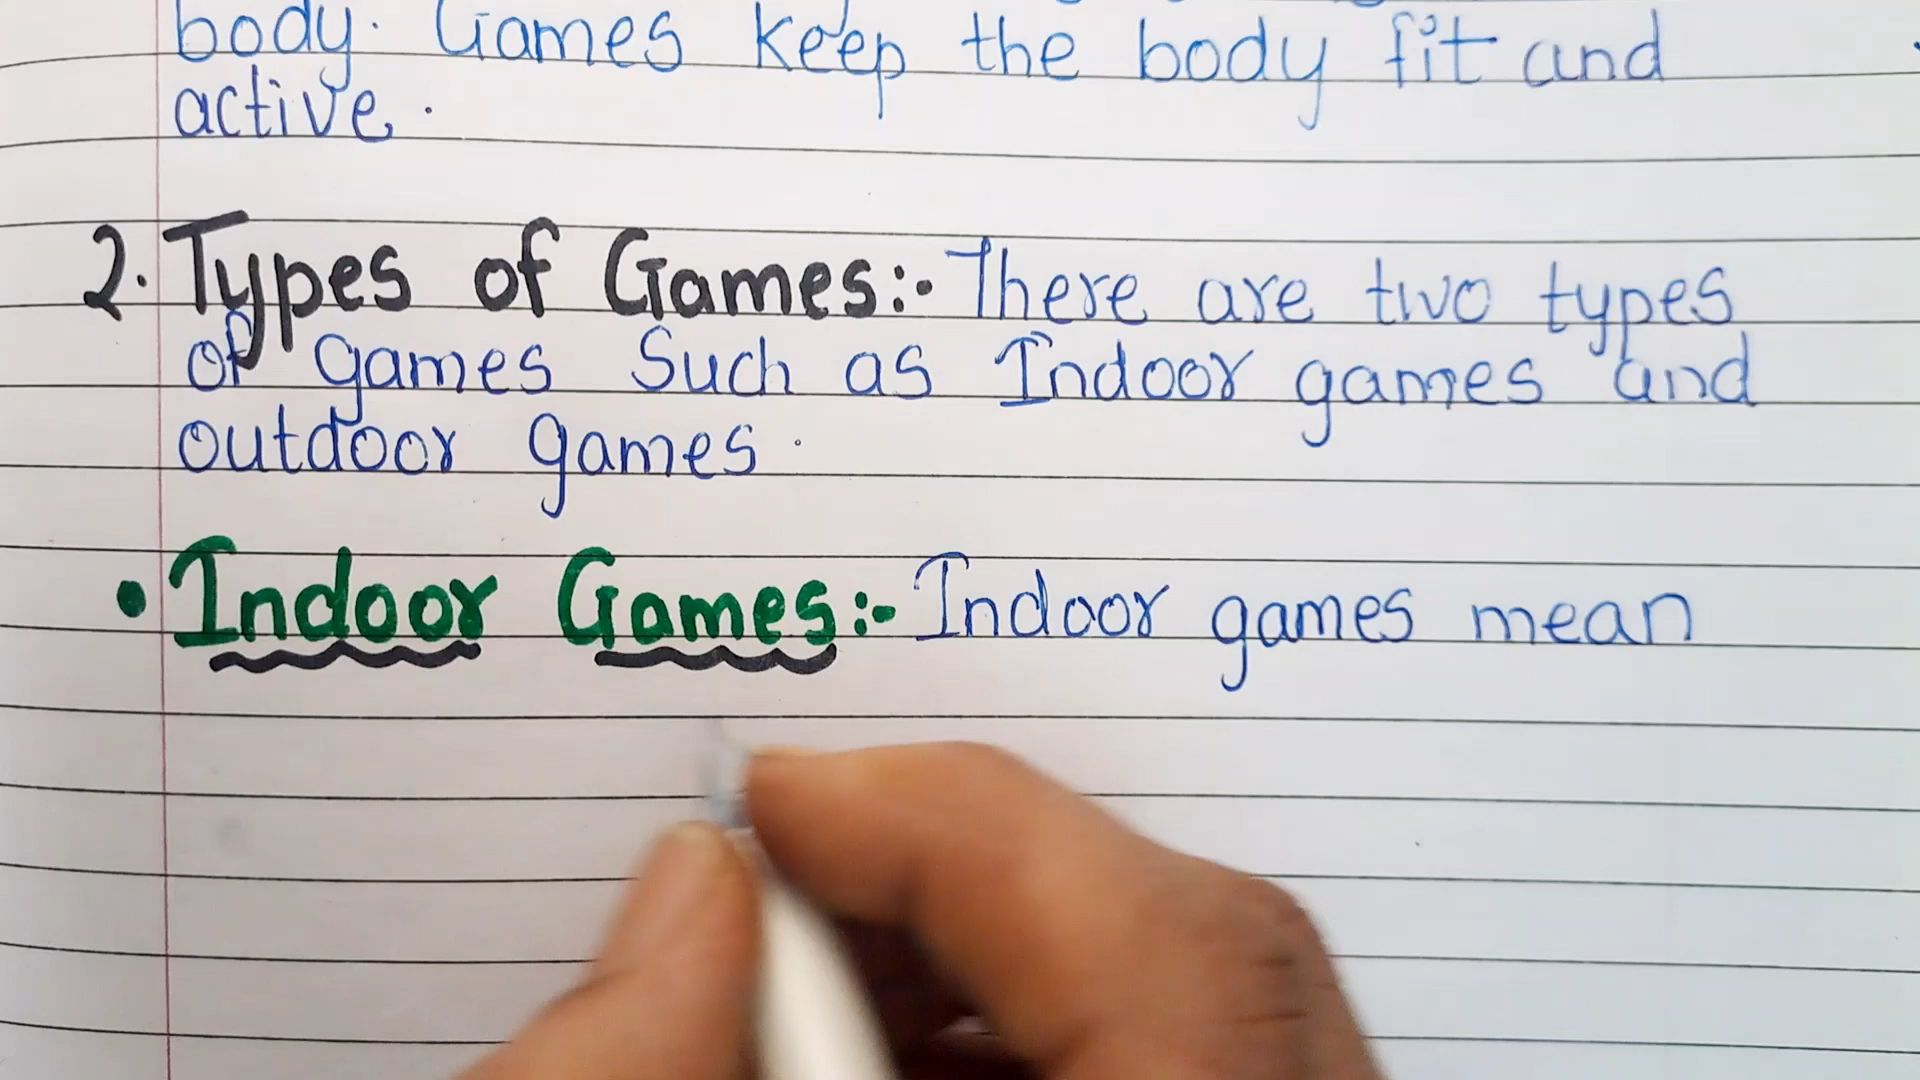 body. Games keep the body fit and
active.
2. Types of Games:- There are two types
of games Such as Indoor games and
outdoor games.
• Indoor Games:- Indoor games mean